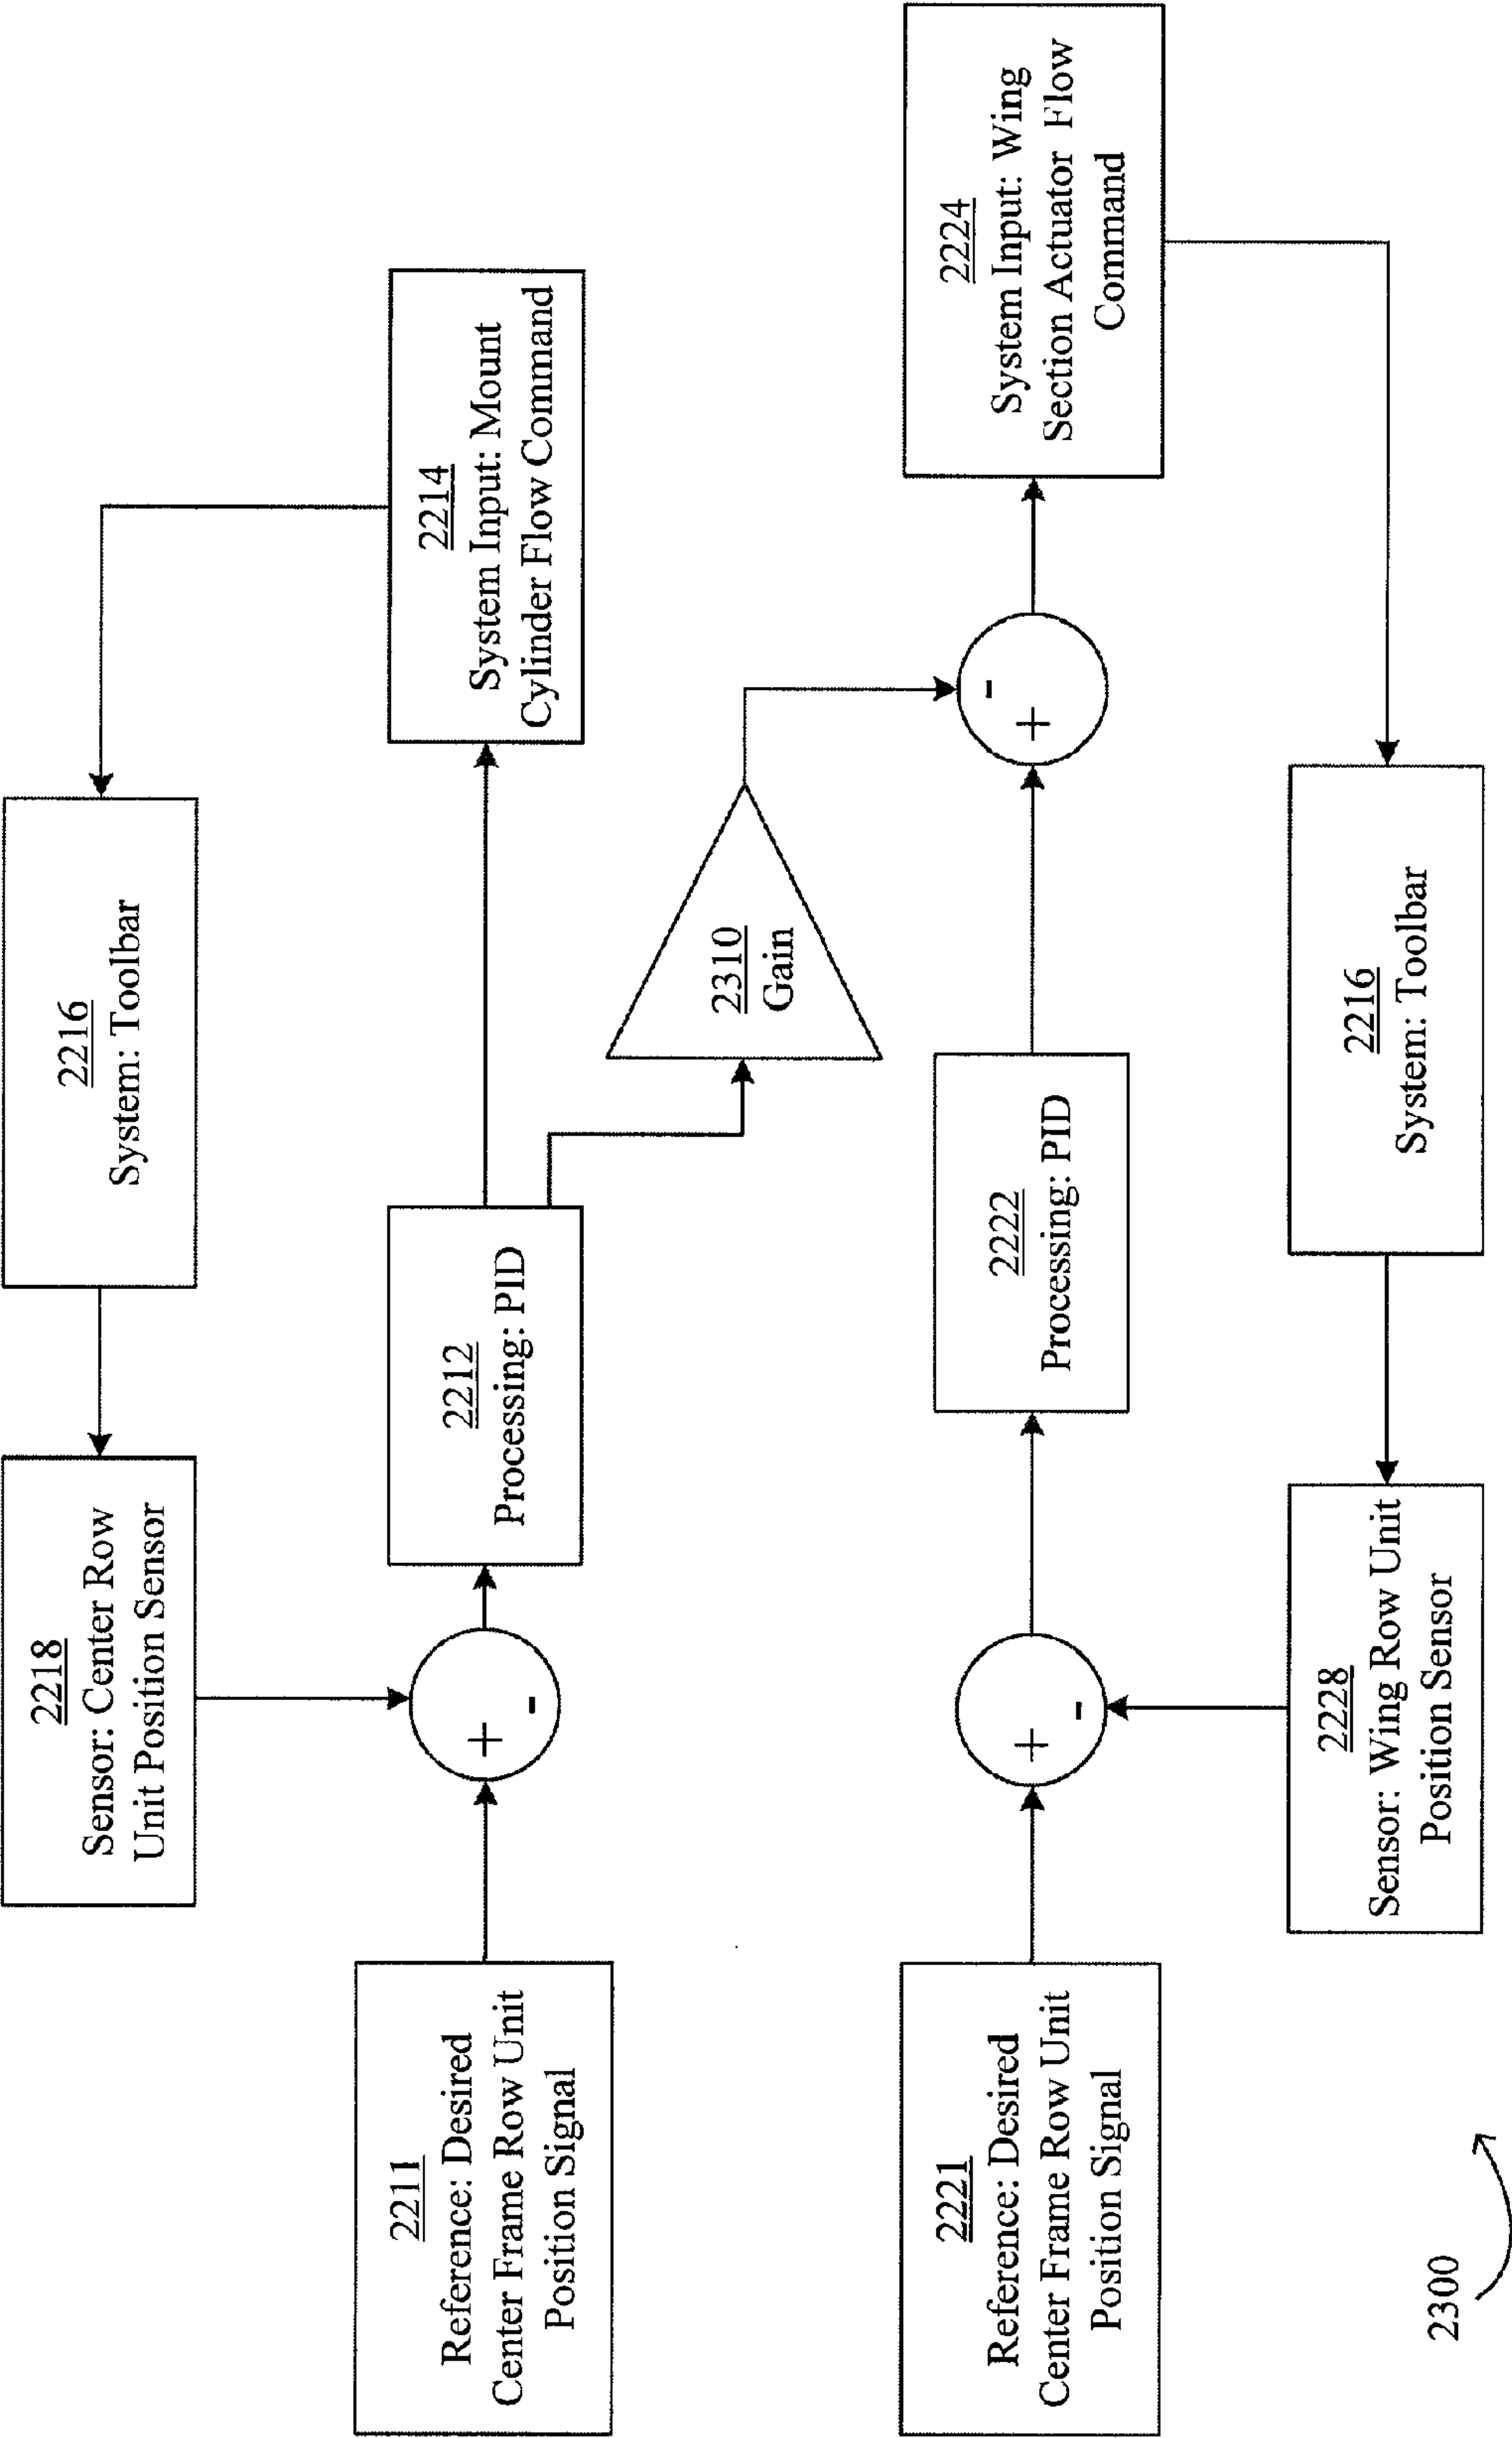 2218
Sensor: Center Row
Unit Position Sensor
2216
System: Toolbar
2211
Reference: Desired
Center Frame Row Unit
Position Signal
+
-
2212
Processing: PID
2214
System Input: Mount
Cylinder Flow Command
2310
Gain
2221
Reference: Desired
Center Frame Row Unit
Position Signal
+
-
2222
Processing: PID
-
+
2224
System Input: Wing
Section Actuator Flow
Command
2228
Sensor: Wing Row Unit
Position Sensor
2216
System: Toolbar
2300